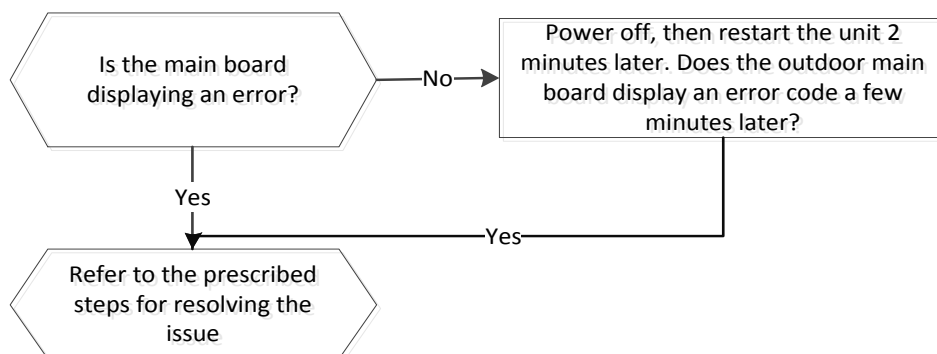 Is the main board
displaying an error?
No
Power off, then restart the unit 2
minutes later. Does the outdoor main
board display an error code a few
minutes later?
Yes
Yes
Refer to the prescribed
steps for resolving the
issue